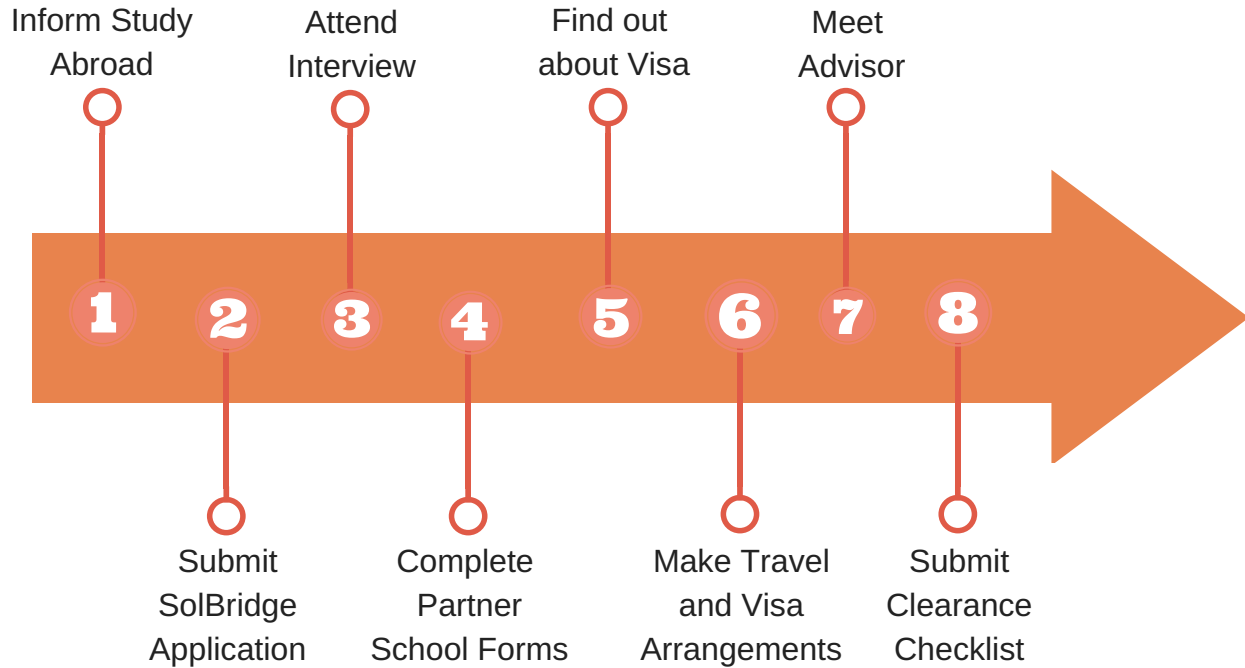 Inform Study
Abroad
Attend
Interview
Find out
about Visa
Meet
Advisor
1 2 3 4 5 6 7 8
Submit
SolBridge
Application
Complete
Partner
School Forms
Make Travel
and Visa
Arrangements
Submit
Clearance
Checklist